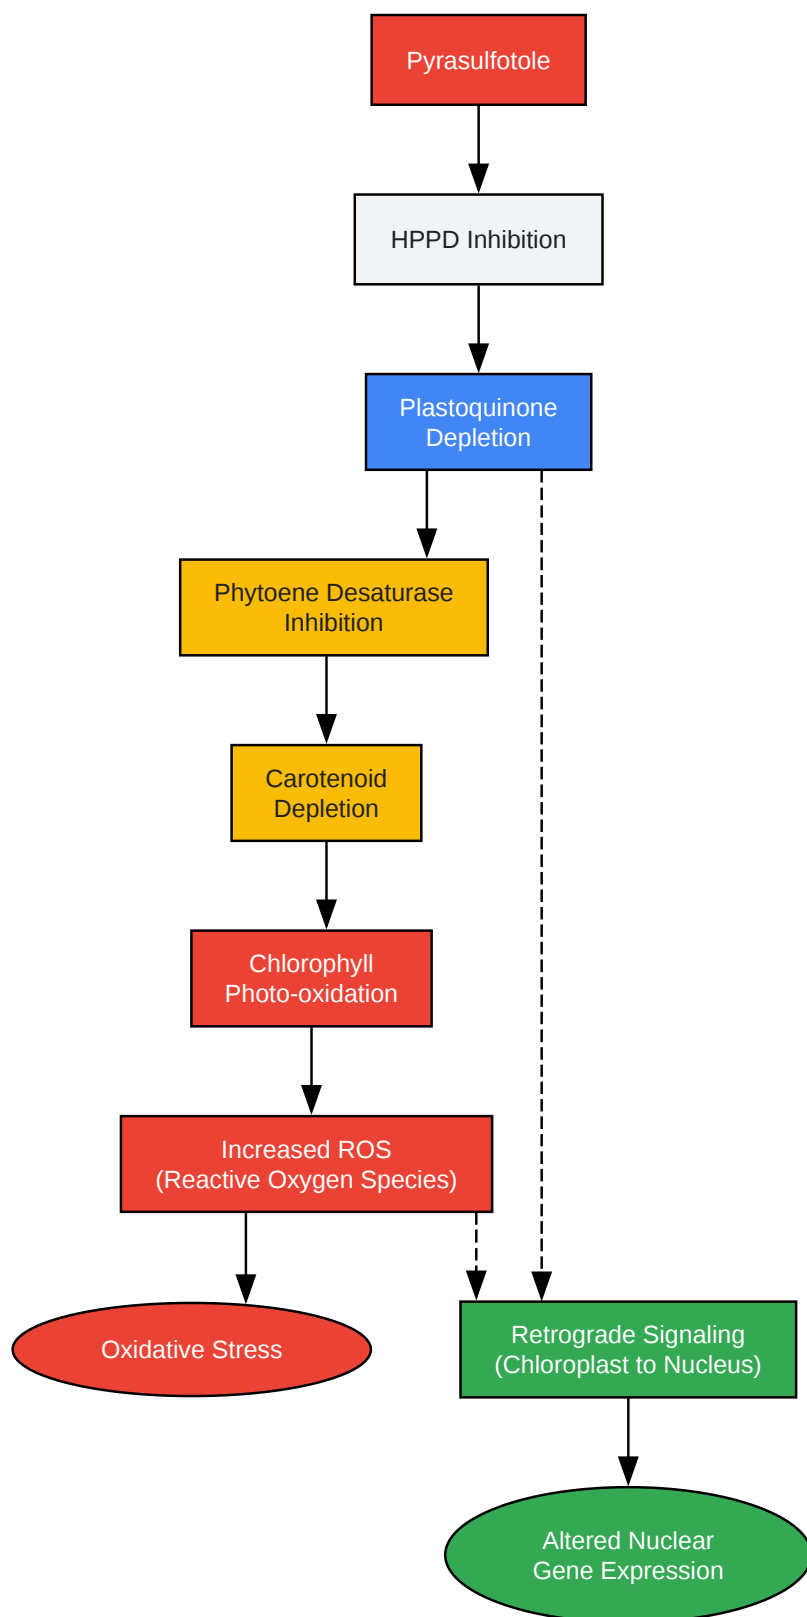 Pyrasulfotole
HPPD Inhibition
Plastoquinone
Depletion
Phytoene Desaturase
Inhibition
Carotenoid
Depletion
Chlorophyll
Photo-oxidation
Increased ROS
(Reactive Oxygen Species)
Oxidative Stress
Retrograde Signaling
(Chloroplast to Nucleus)
Altered Nuclear
Gene Expression